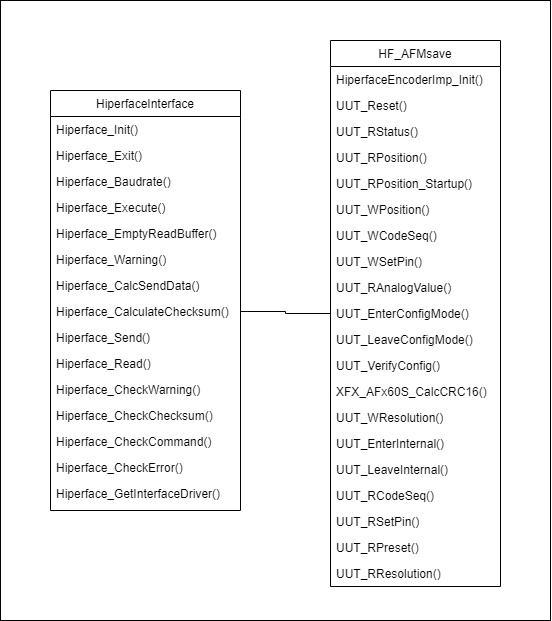 HiperfaceInterface
Hiperface_Init()
Hiperface_Exit()
Hiperface_Baudrate()
Hiperface_Execute()
Hiperface_EmptyReadBuffer()
Hiperface_Warning()
Hiperface_CalcSendData()
Hiperface_CalculateChecksum()
Hiperface_Send()
Hiperface_Read()
Hiperface_CheckWarning()
Hiperface_CheckChecksum()
Hiperface_CheckCommand()
Hiperface_CheckError()
Hiperface_GetInterfaceDriver()
HF_AFMsave
HiperfaceEncoderImp_Init()
UUT_Reset()
UUT_RStatus()
UUT_RPosition()
UUT_RPosition_Startup()
UUT_WPosition()
UUT_WCodeSeq()
UUT_WSetPin()
UUT_RAnalogValue()
UUT_EnterConfigMode()
UUT_LeaveConfigMode()
UUT_VerifyConfig()
XFX_AFx60S_CalcCRC16()
UUT_WResolution()
UUT_EnterInternal()
UUT_LeaveInternal()
UUT_RCodeSeq()
UUT_RSetPin()
UUT_RPreset()
UUT_RResolution()